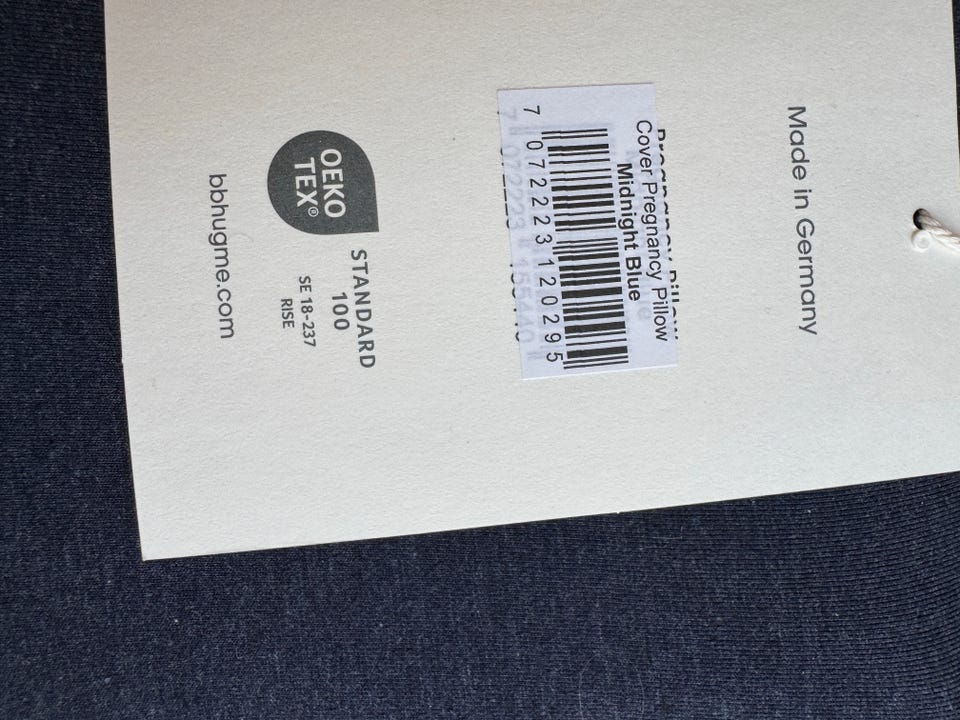 Made in Germany
Cover Pregnancy Pillow
Midnight Blue
7 072223 120295
OEKO
TEX®
STANDARD
100
SE 18-237
RISE
bbhugme.com